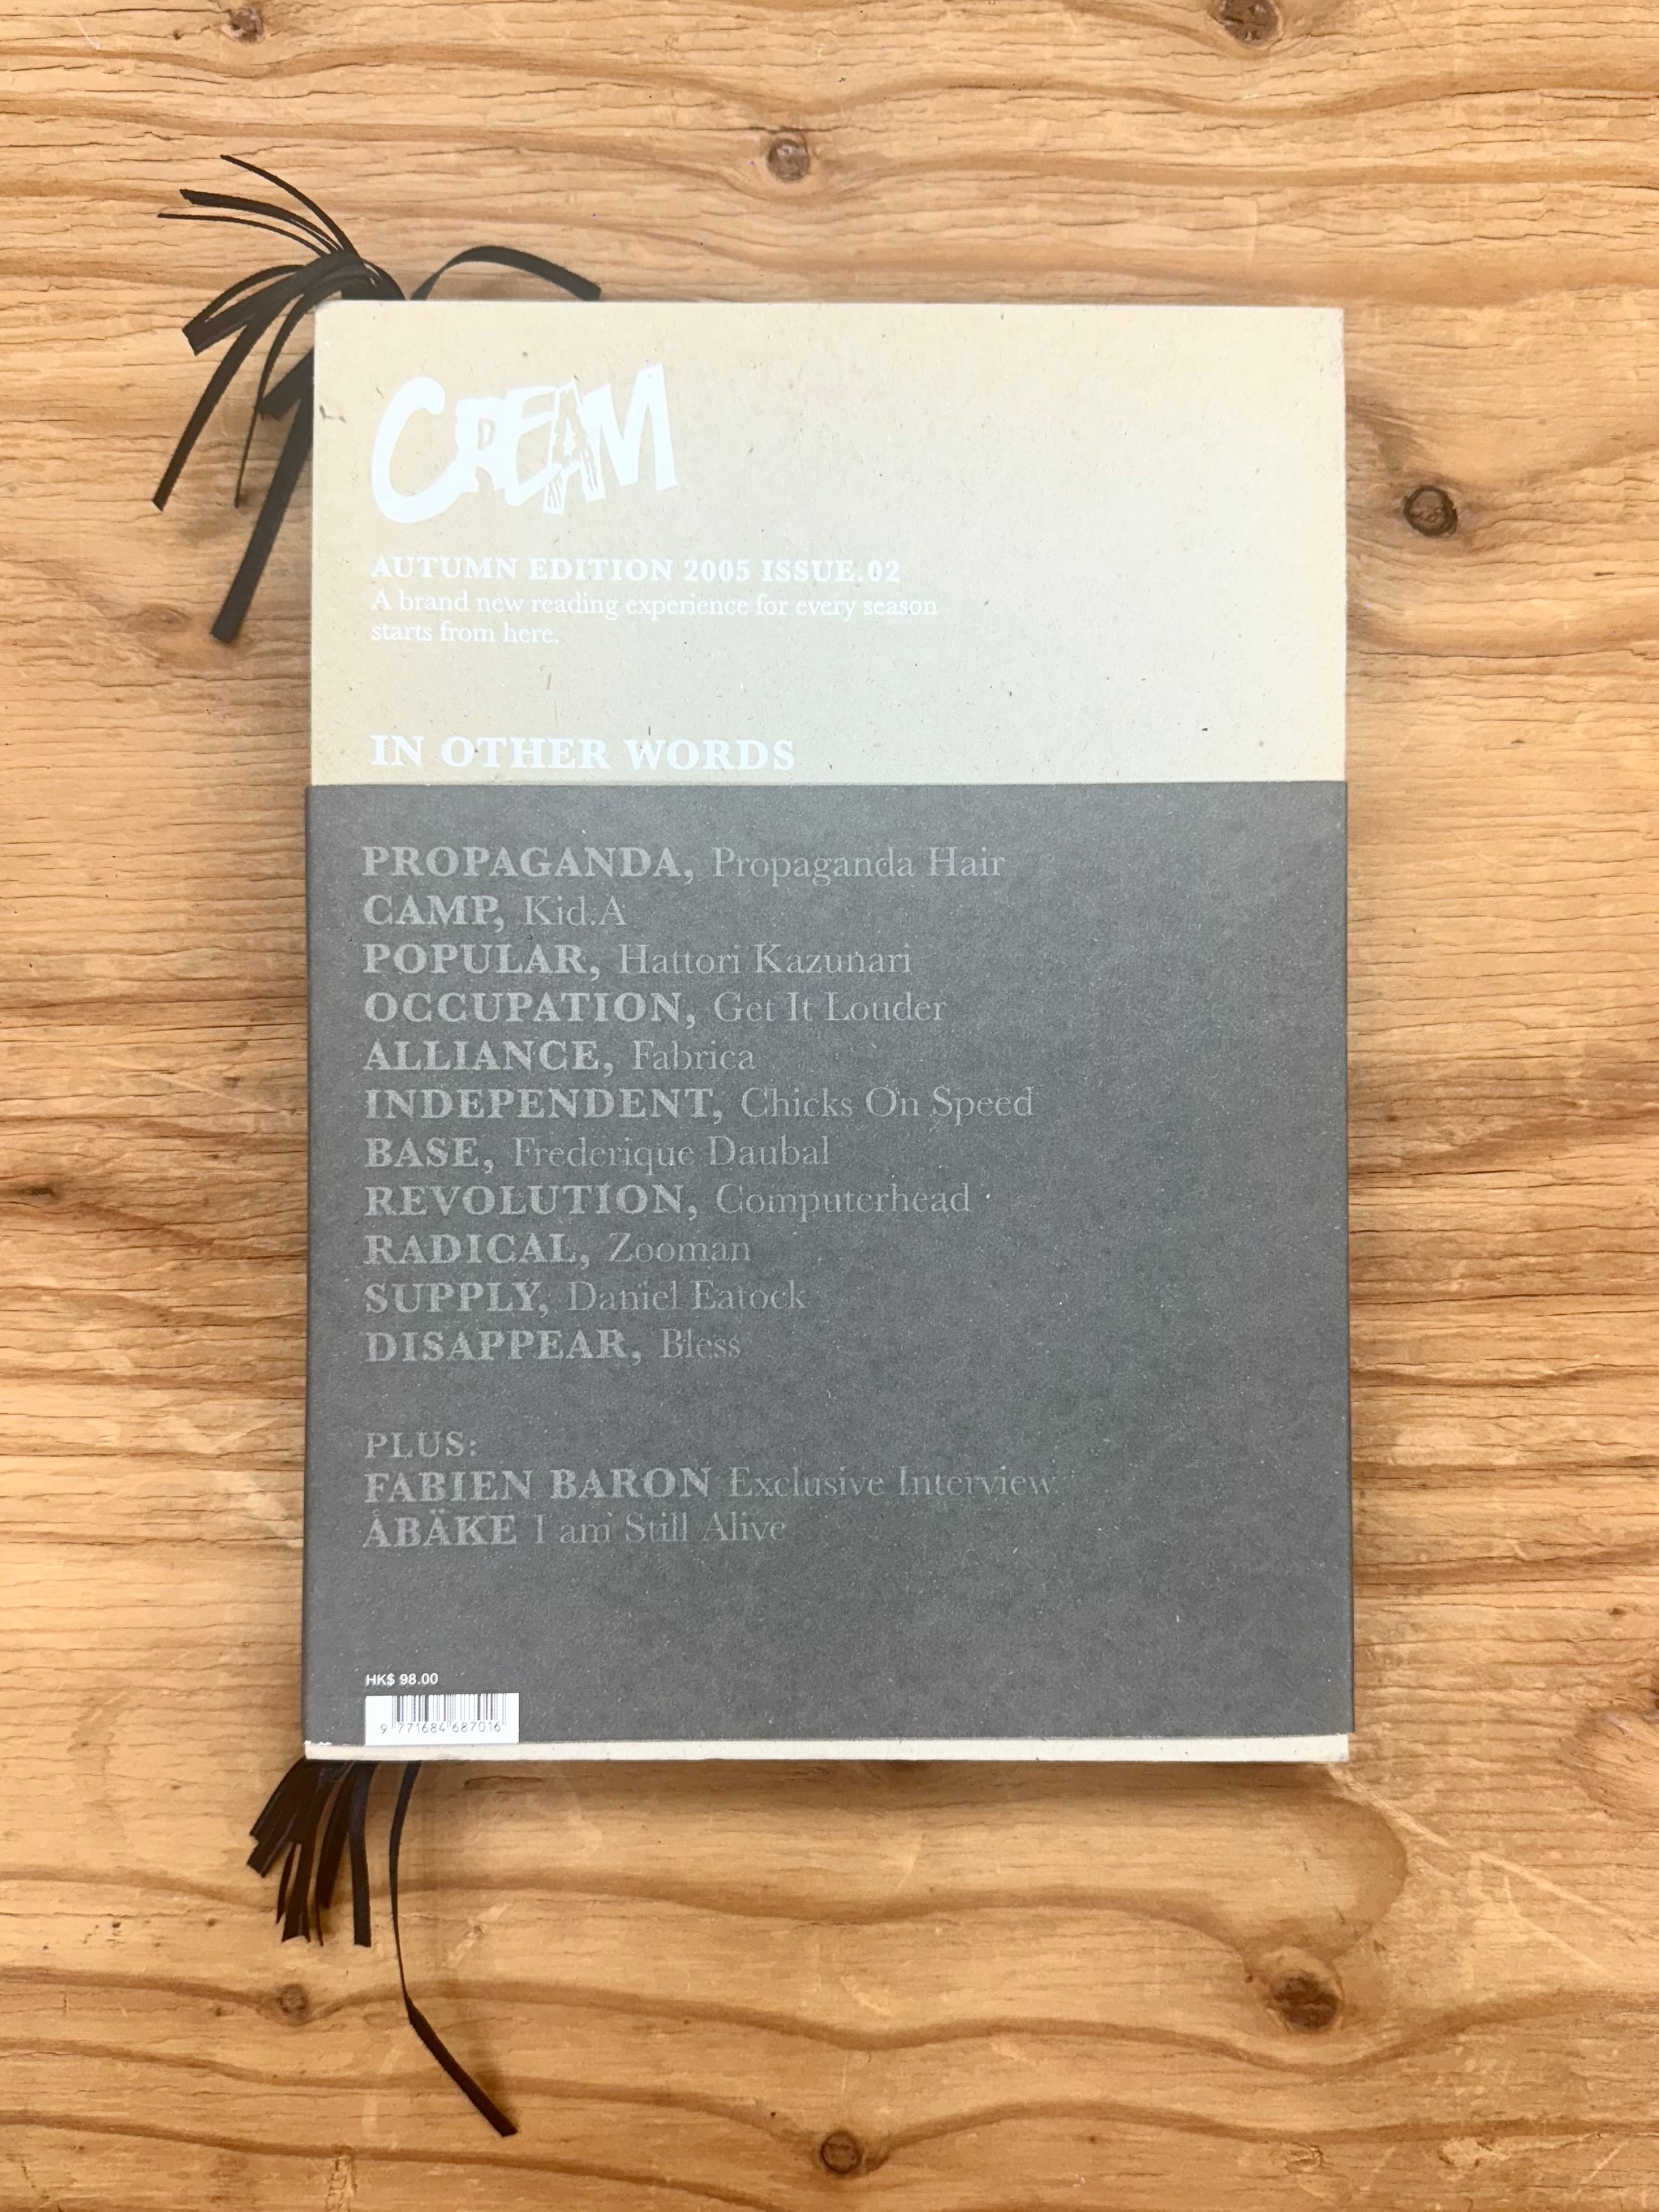 CREAM
AUTUMN EDITION 2005 ISSUE.02
A brand new reading experience for every season
starts from here.
IN OTHER WORDS
PROPAGANDA, Propaganda Hair
CAMP, Kid.A
POPULAR, Hattori Kazunari
OCCUPATION, Get It Louder
ALLIANCE, Fabrica
INDEPENDENT, Chicks On Speed
BASE, Frederique Daubal
REVOLUTION, Computerhead
RADICAL, Zooman
SUPPLY, Daniel Eatock
DISAPPEAR, Bless
PLUS:
FABIEN BARON Exclusive Interview
ÅBÄKE I am Still Alive
HK$ 98.00
9 771684 687016